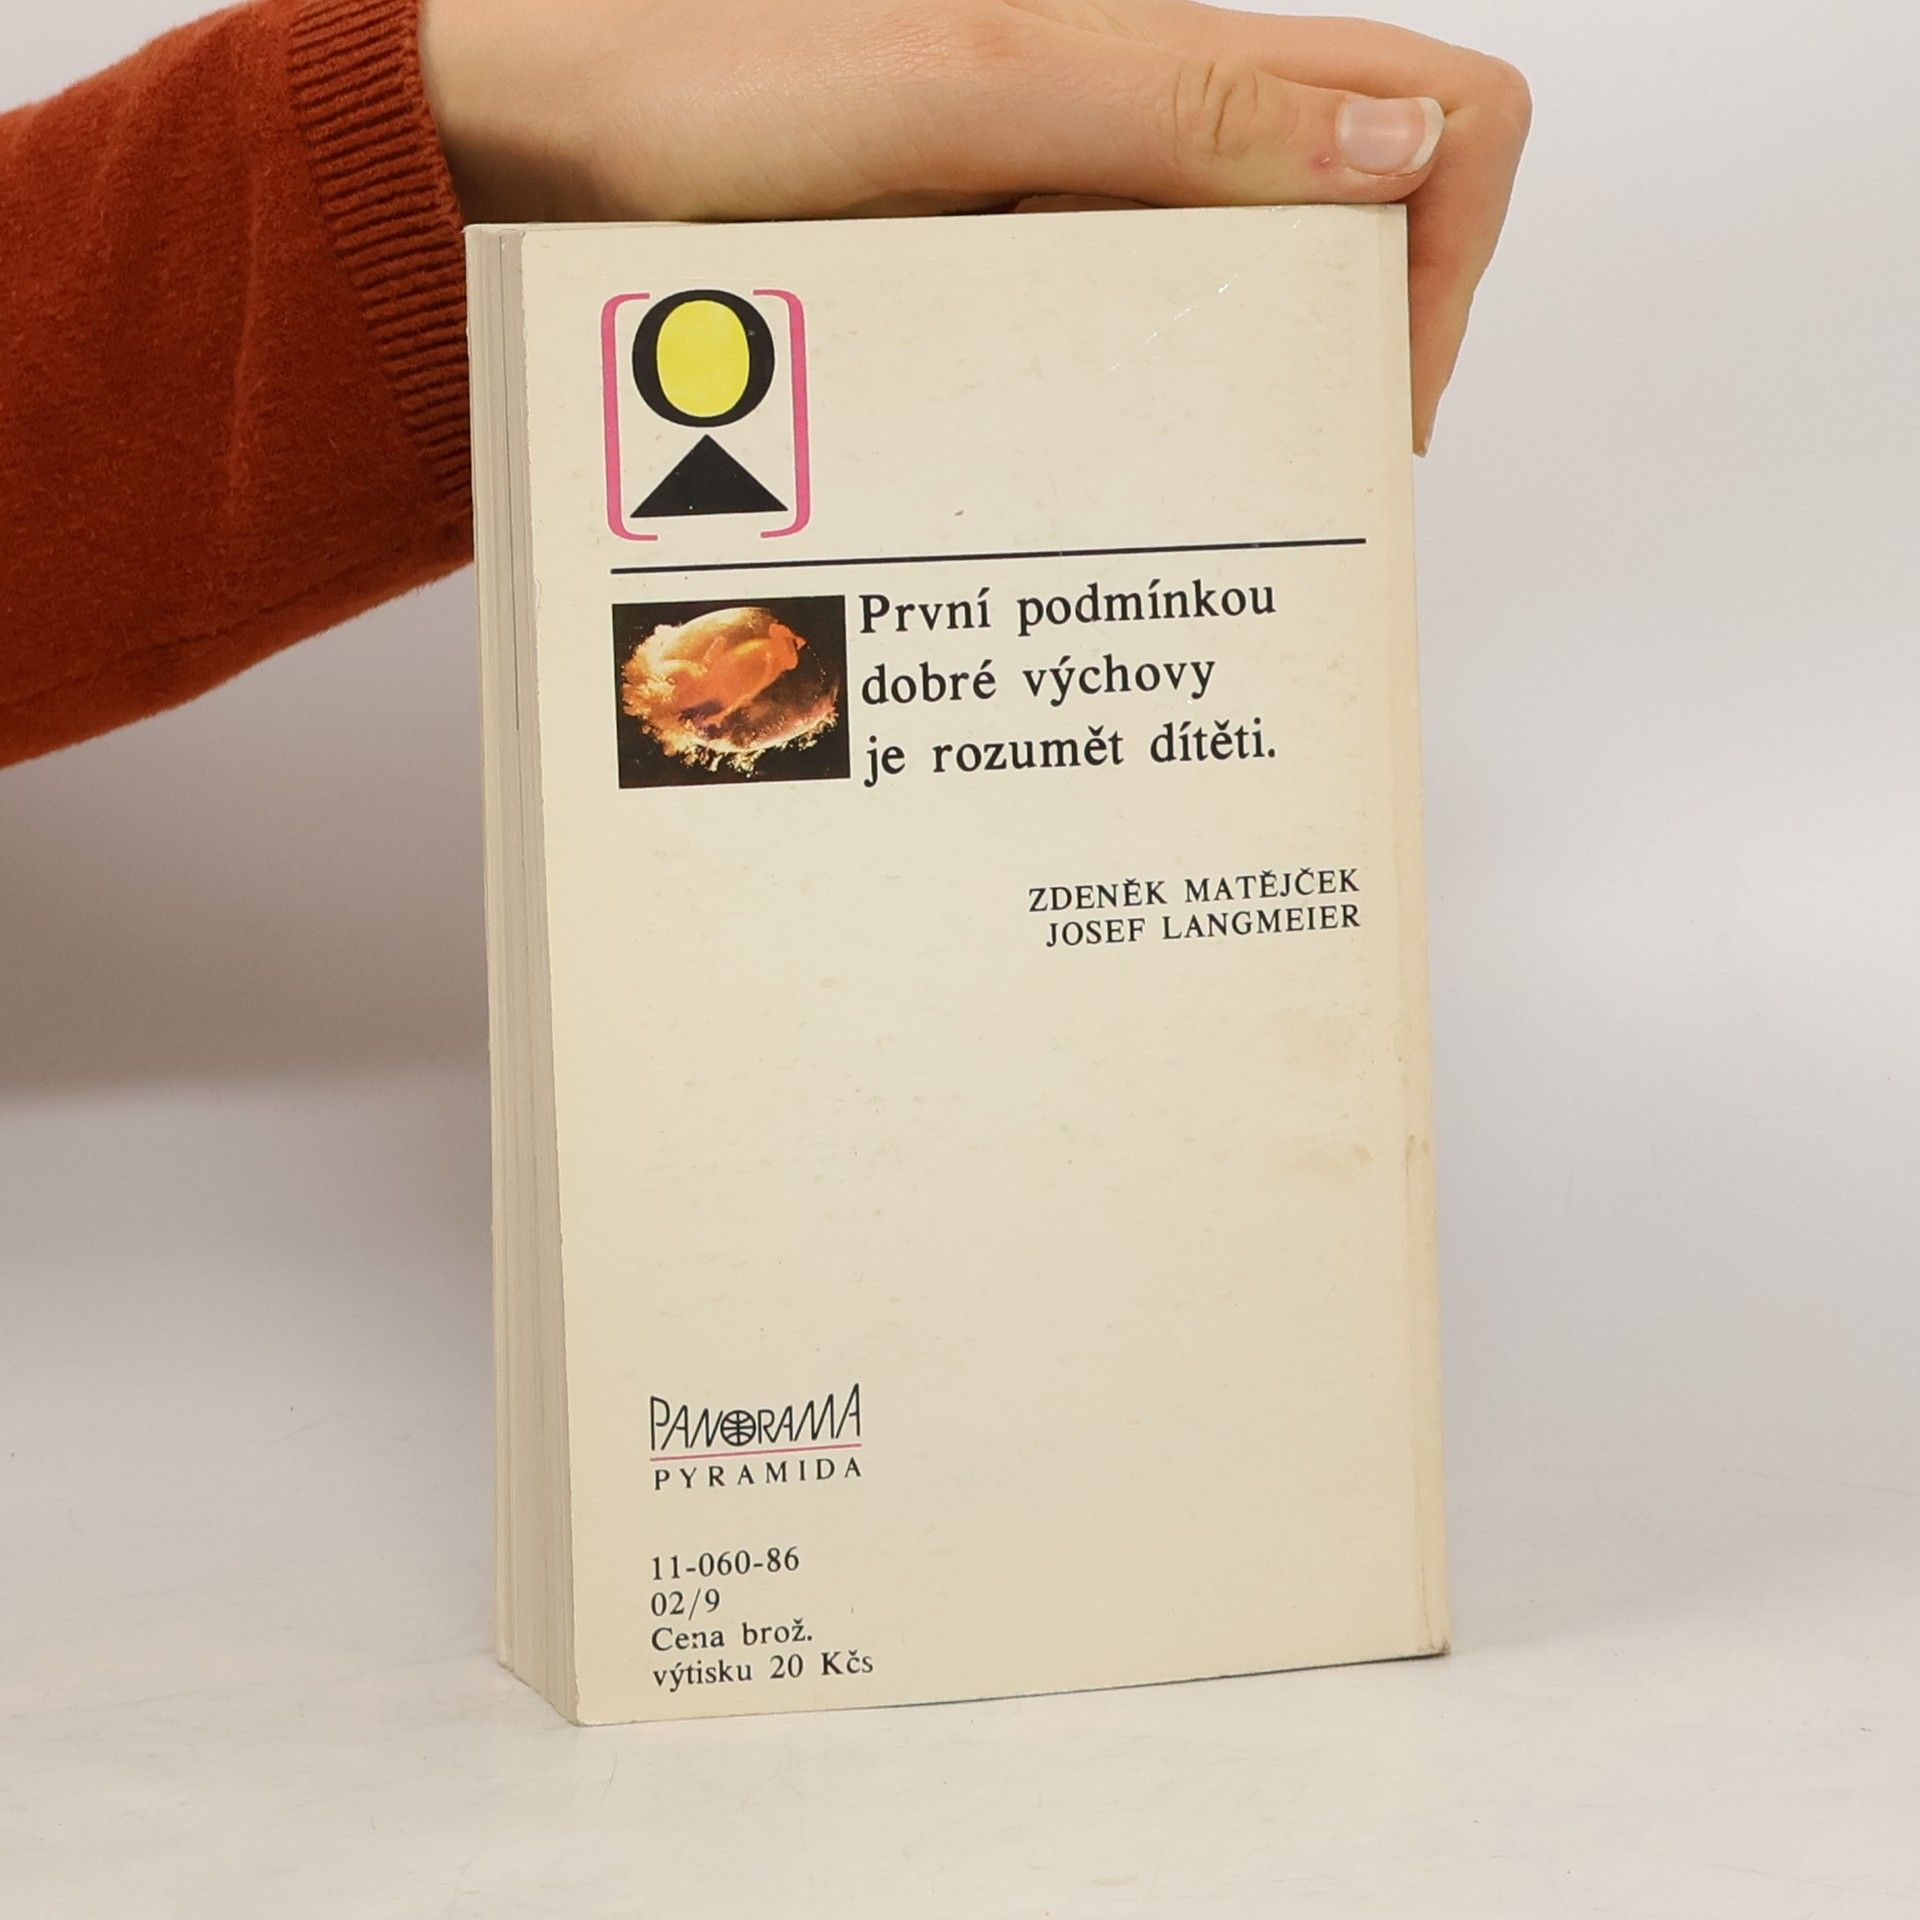 První podmínkou
dobré výchovy
je rozumět dítěti.
ZDENĚK MATĚJČEK
JOSEF LANGMEIER
PANORAMA
PYRAMIDA
11-060-86
02/9
Cena brož.
výtisku 20 Kčs